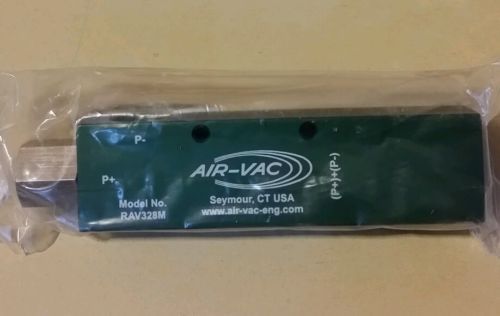 P-
P+
AIR-VAC
Model No.
RAV328M
Seymour, CT USA
www.air-vac-eng.com
(P+)+(P-)